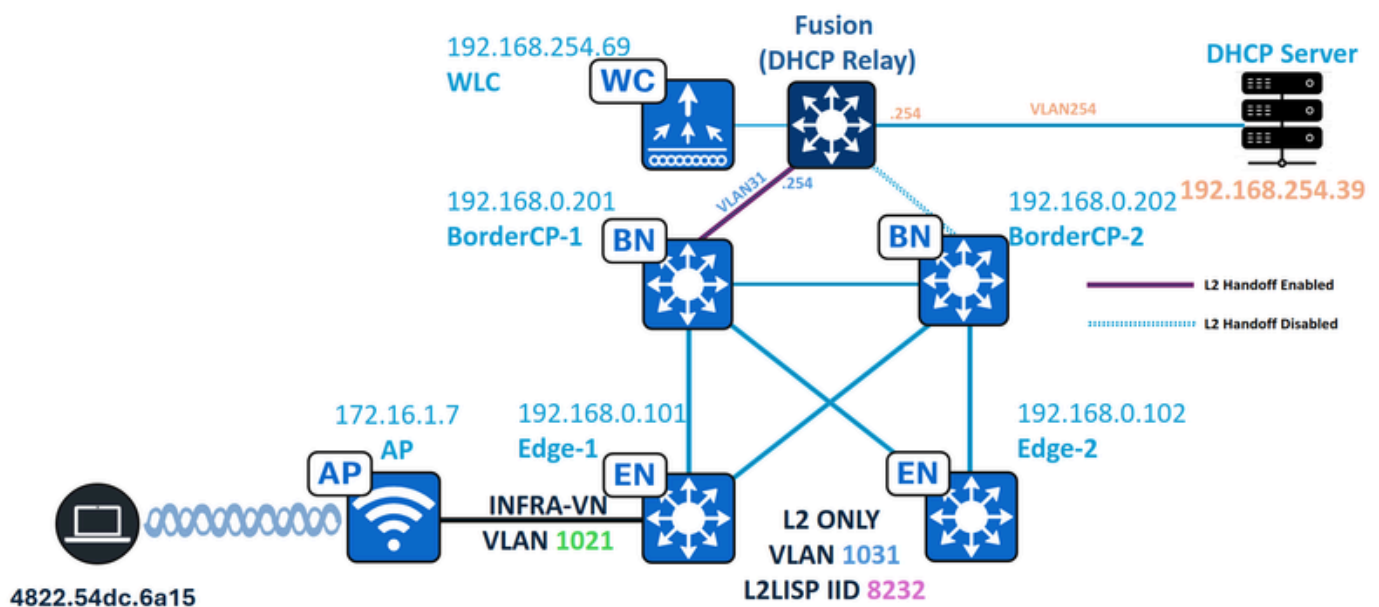 Fusion
(DHCP Relay)
192.168.254.69
WLC
WC
DHCP Server
.254
VLAN254
192.168.254.39
VLAN31
.254
192.168.0.201
BorderCP-1
BN
192.168.0.202
BorderCP-2
BN
L2 Handoff Enabled
L2 Handoff Disabled
172.16.1.7
AP
AP
192.168.0.101
Edge-1
EN
192.168.0.102
Edge-2
EN
INFRA-VN
VLAN 1021
L2 ONLY
VLAN 1031
L2LISP IID 8232
4822.54dc.6a15